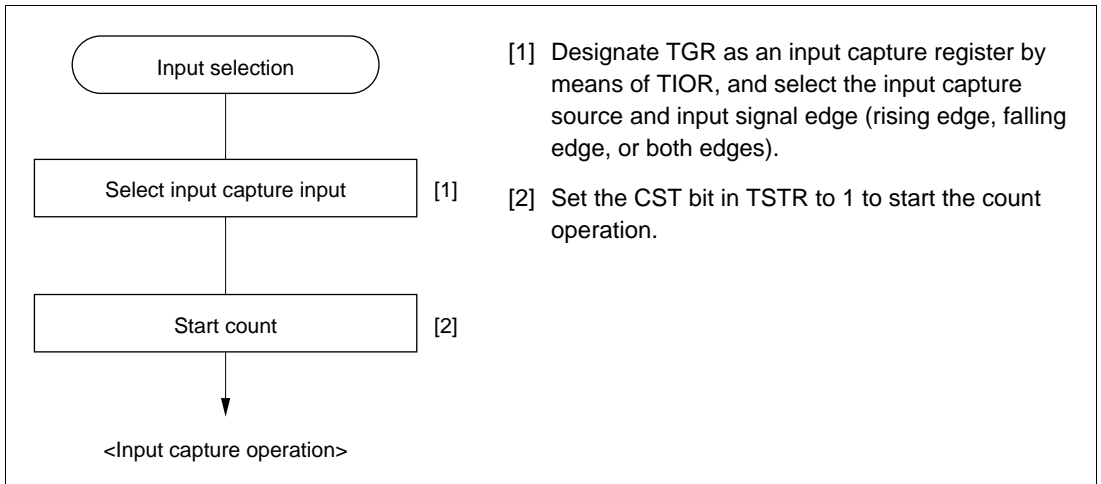 Input selection
Select input capture input [1]
Start count [2]
<Input capture operation>
[1] Designate TGR as an input capture register by
means of TIOR, and select the input capture
source and input signal edge (rising edge, falling
edge, or both edges).
[2] Set the CST bit in TSTR to 1 to start the count
operation.